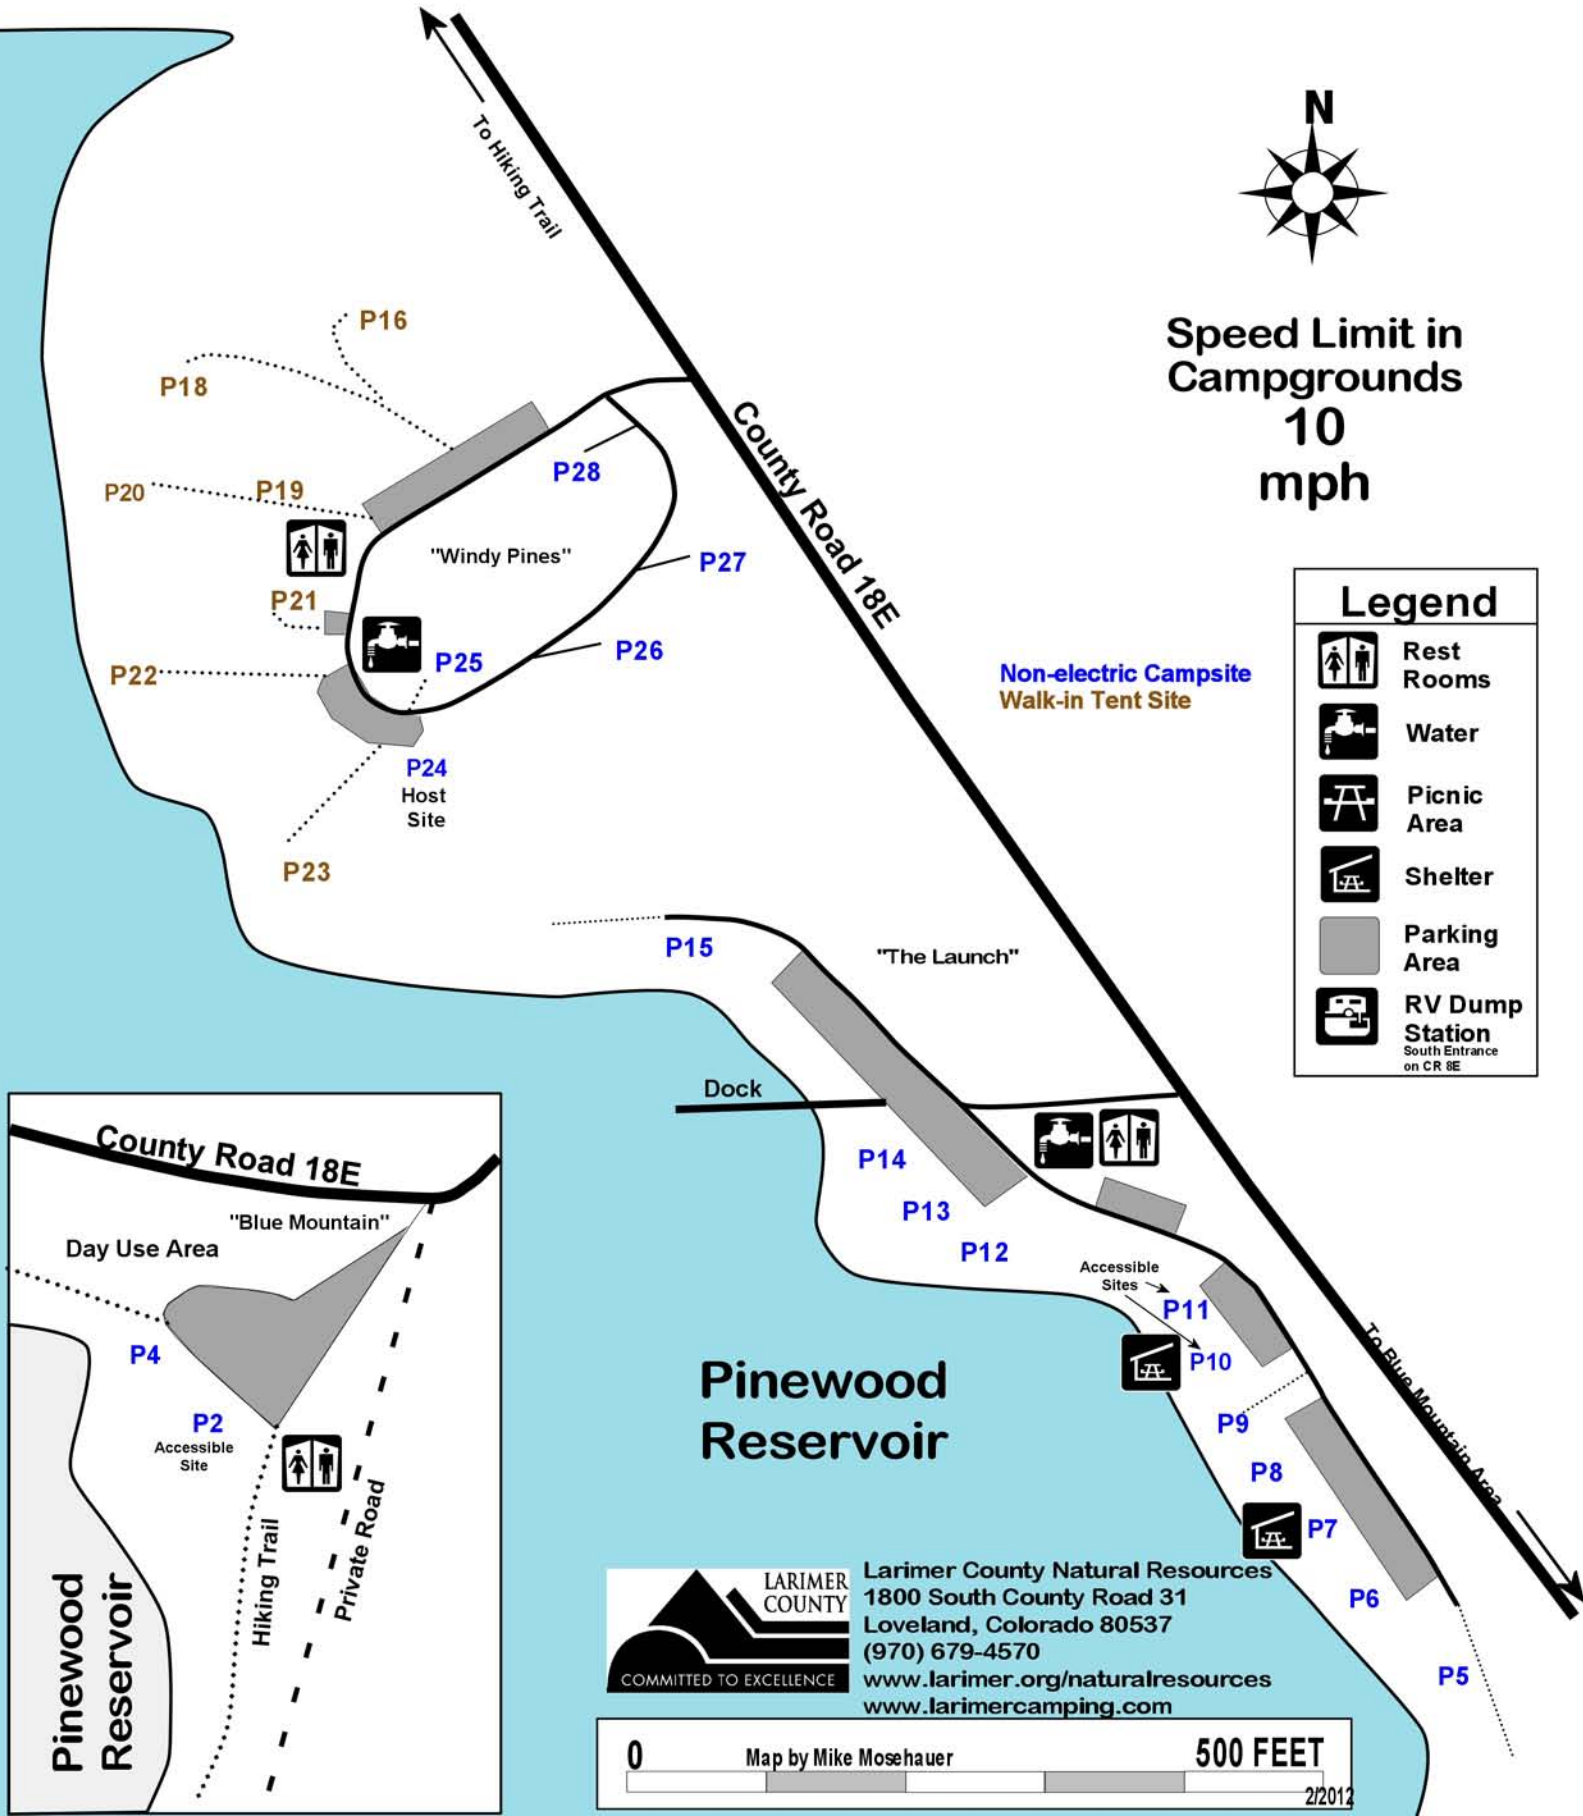 N
To Hiking Trail
Speed Limit in
Campgrounds
10
mph
P16
P18
County Road 18E
P28
P20
P19
"Windy Pines"
P27
P21
P26
P25
P22
P24
Host
Site
P23
Non-electric Campsite
Walk-in Tent Site
Legend
Rest
Rooms
Water
Picnic
Area
Shelter
Parking
Area
RV Dump
Station
South Entrance
on CR 8E
P15
"The Launch"
Dock
P14
P13
P12
Accessible
Sites
P11
P10
P9
P8
P7
P6
P5
To Blue Mountain Area
Pinewood
Reservoir
County Road 18E
"Blue Mountain"
Day Use Area
P4
P2
Accessible
Site
Hiking Trail
Private Road
Pinewood
Reservoir
LARIMER
COUNTY
COMMITTED TO EXCELLENCE
Larimer County Natural Resources
1800 South County Road 31
Loveland, Colorado 80537
(970) 679-4570
www.larimer.org/naturalresources
www.larimercamping.com
0
Map by Mike Mosehauer
500 FEET
2/2012